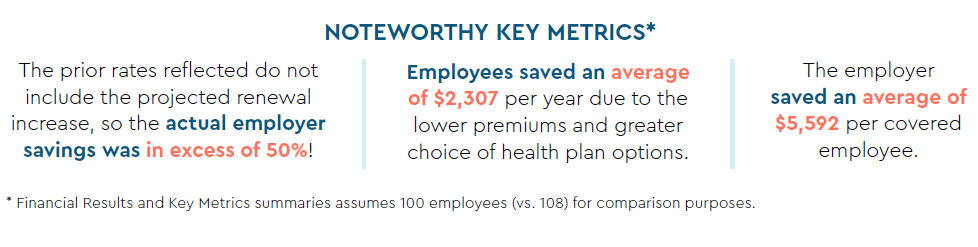 NOTEWORTHY KEY METRICS*
The prior rates reflected do not
include the projected renewal
increase, so the actual employer
savings was in excess of 50%!
Employees saved an average
of $2,307 per year due to the
lower premiums and greater
choice of health plan options.
The employer
saved an average of
$5,592 per covered
employee.
* Financial Results and Key Metrics summaries assumes 100 employees (vs. 108) for comparison purposes.